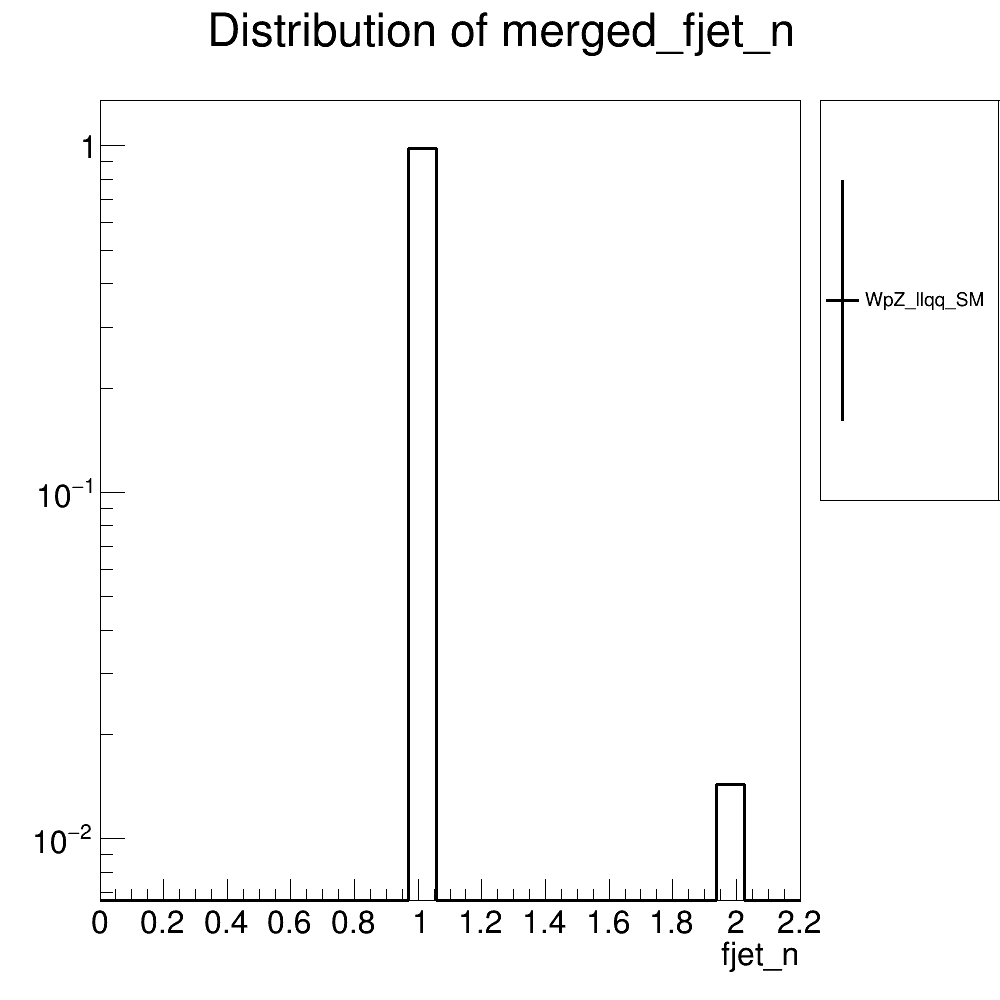 Distribution of merged_fjet_n
1
10⁻¹
10⁻²
0 0.2 0.4 0.6 0.8 1 1.2 1.4 1.6 1.8 2 2.2
fjet_n
WpZ_llqq_SM